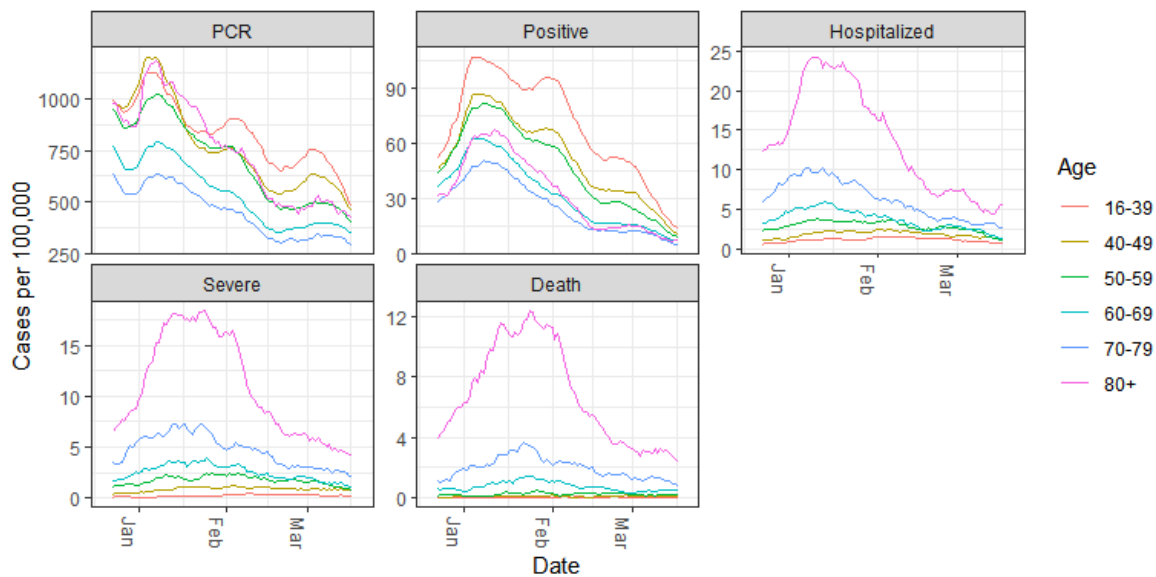 PCR
Positive
Hospitalized
1000
750
500
250
90
60
30
0
25
20
15
10
5
0
Jan
Feb
Mar
Severe
Death
15
10
5
0
12
8
4
0
Jan
Feb
Mar
Jan
Feb
Mar
Cases per 100,000
Date
Age
16-39
40-49
50-59
60-69
70-79
80+